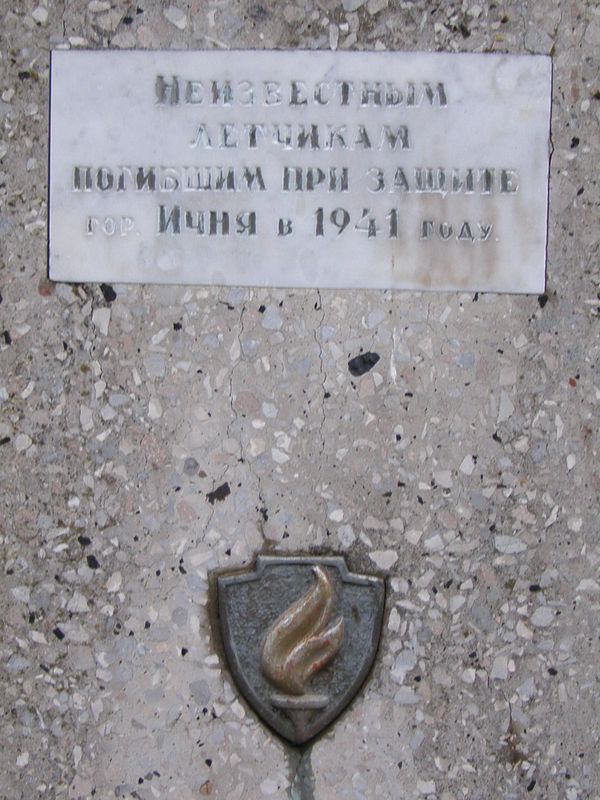 Неизвестным
летчикам
погибшим при защите
гор. Ичня в 1941 году.